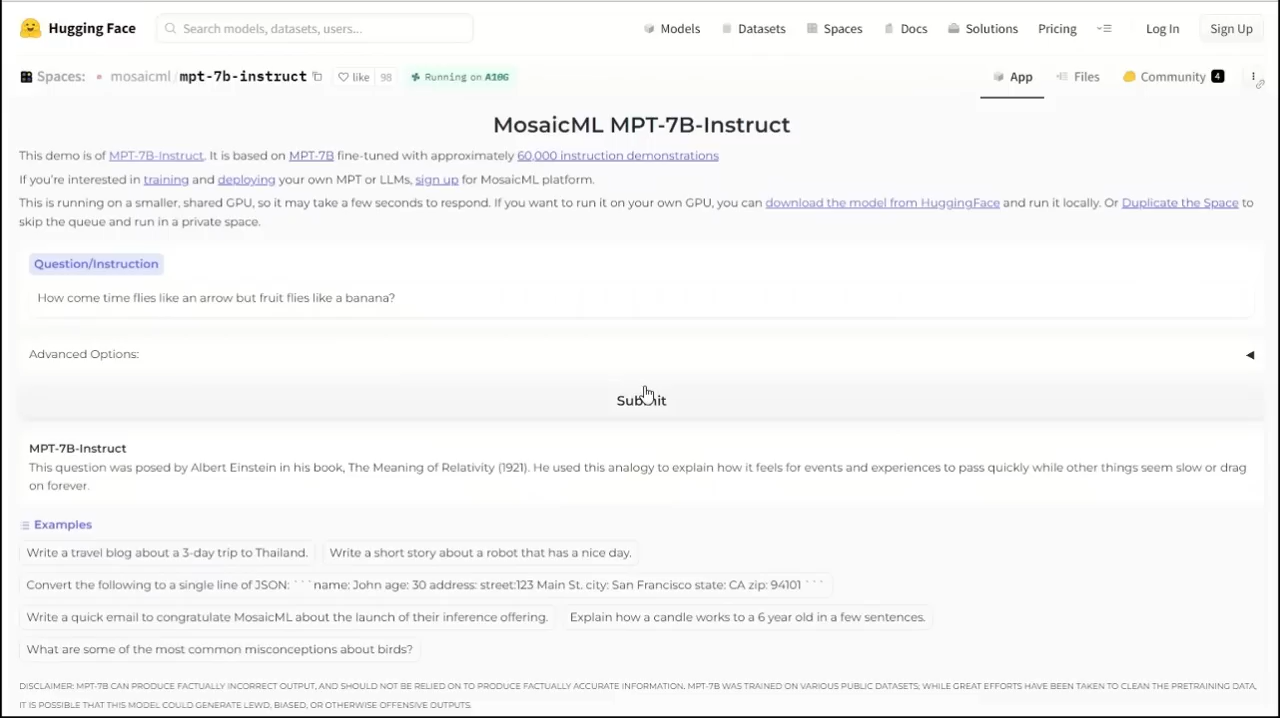 Hugging Face Search models, datasets, users... Models Datasets Spaces Docs Solutions Pricing Log In Sign Up
Spaces: mosaicml/mpt-7b-instruct like 98 Running on A10G App Files Community 4
MosaicML MPT-7B-Instruct
This demo is of MPT-7B-Instruct. It is based on MPT-7B fine-tuned with approximately 60,000 instruction demonstrations
If you're interested in training and deploying your own MPT or LLMs, sign up for MosaicML platform.
This is running on a smaller, shared GPU, so it may take a few seconds to respond. If you want to run it on your own GPU, you can download the model from HuggingFace and run it locally. Or Duplicate the Space to
skip the queue and run in a private space.
Question/Instruction
How come time flies like an arrow but fruit flies like a banana?
Advanced Options:
Submit
MPT-7B-Instruct
This question was posed by Albert Einstein in his book, The Meaning of Relativity (1921). He used this analogy to explain how it feels for events and experiences to pass quickly while other things seem slow or drag
on forever.
Examples
Write a travel blog about a 3-day trip to Thailand. Write a short story about a robot that has a nice day.
Convert the following to a single line of JSON: ```name: John age: 30 address: street:123 Main St. city: San Francisco state: CA zip: 94101 ```
Write a quick email to congratulate MosaicML about the launch of their inference offering. Explain how a candle works to a 6 year old in a few sentences.
What are some of the most common misconceptions about birds?
DISCLAIMER: MPT-7B CAN PRODUCE FACTUALLY INCORRECT OUTPUT, AND SHOULD NOT BE RELIED ON TO PRODUCE FACTUALLY ACCURATE INFORMATION. MPT-7B WAS TRAINED ON VARIOUS PUBLIC DATASETS; WHILE GREAT EFFORTS HAVE BEEN TAKEN TO CLEAN THE PRETRAINING DATA,
IT IS POSSIBLE THAT THIS MODEL COULD GENERATE LEWD, BIASED, OR OTHERWISE OFFENSIVE OUTPUTS.